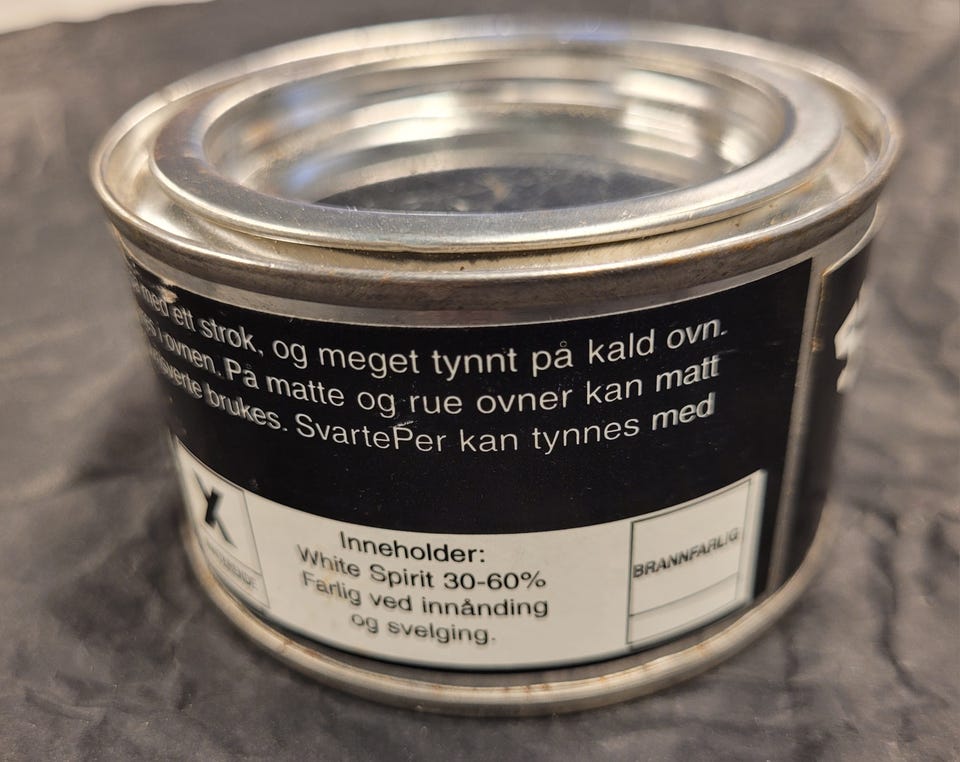 med ett strøk, og meget tynnt på kald ovn.
i ovnen. På matte og rue ovner kan matt
brukes. SvartePer kan tynnes med
X
Inneholder:
White Spirit 30-60%
Farlig ved innånding
og svelging.
BRANNFARLIG